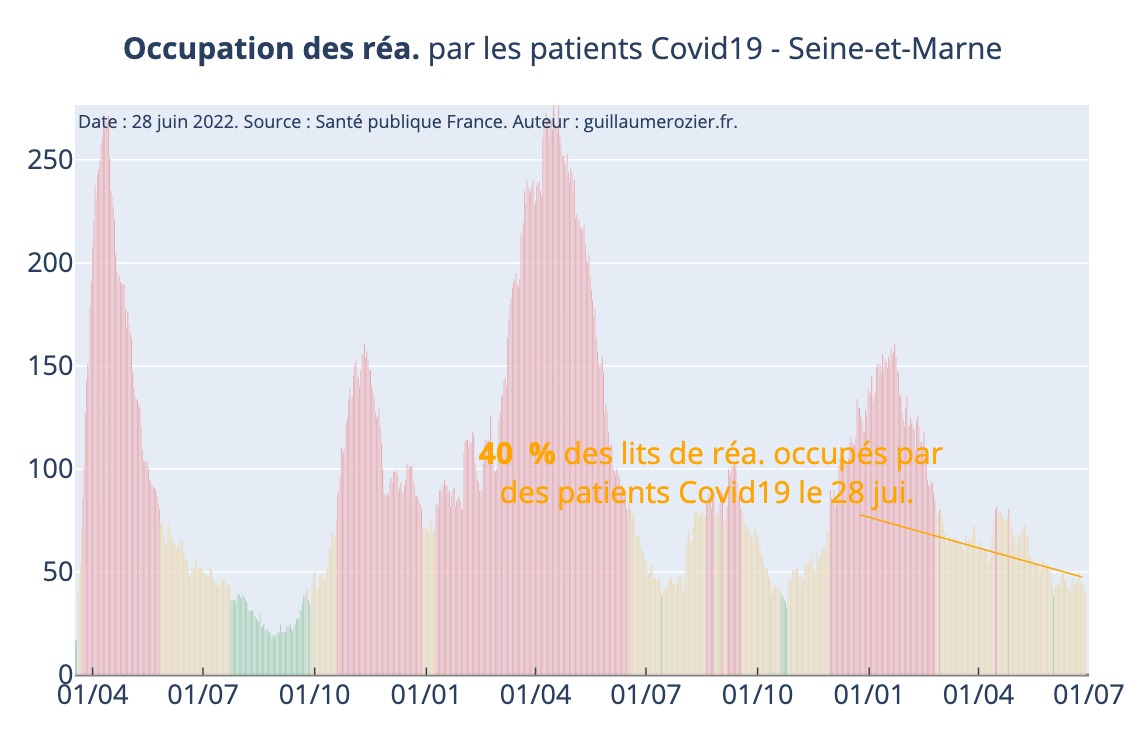 Occupation des réa. par les patients Covid19 - Seine-et-Marne
Date : 28 juin 2022. Source : Santé publique France. Auteur : guillaumerozier.fr.
250
200
150
100
50
0
40 % des lits de réa. occupés par
des patients Covid19 le 28 jui.
01/04 01/07 01/10 01/01 01/04 01/07 01/10 01/01 01/04 01/07